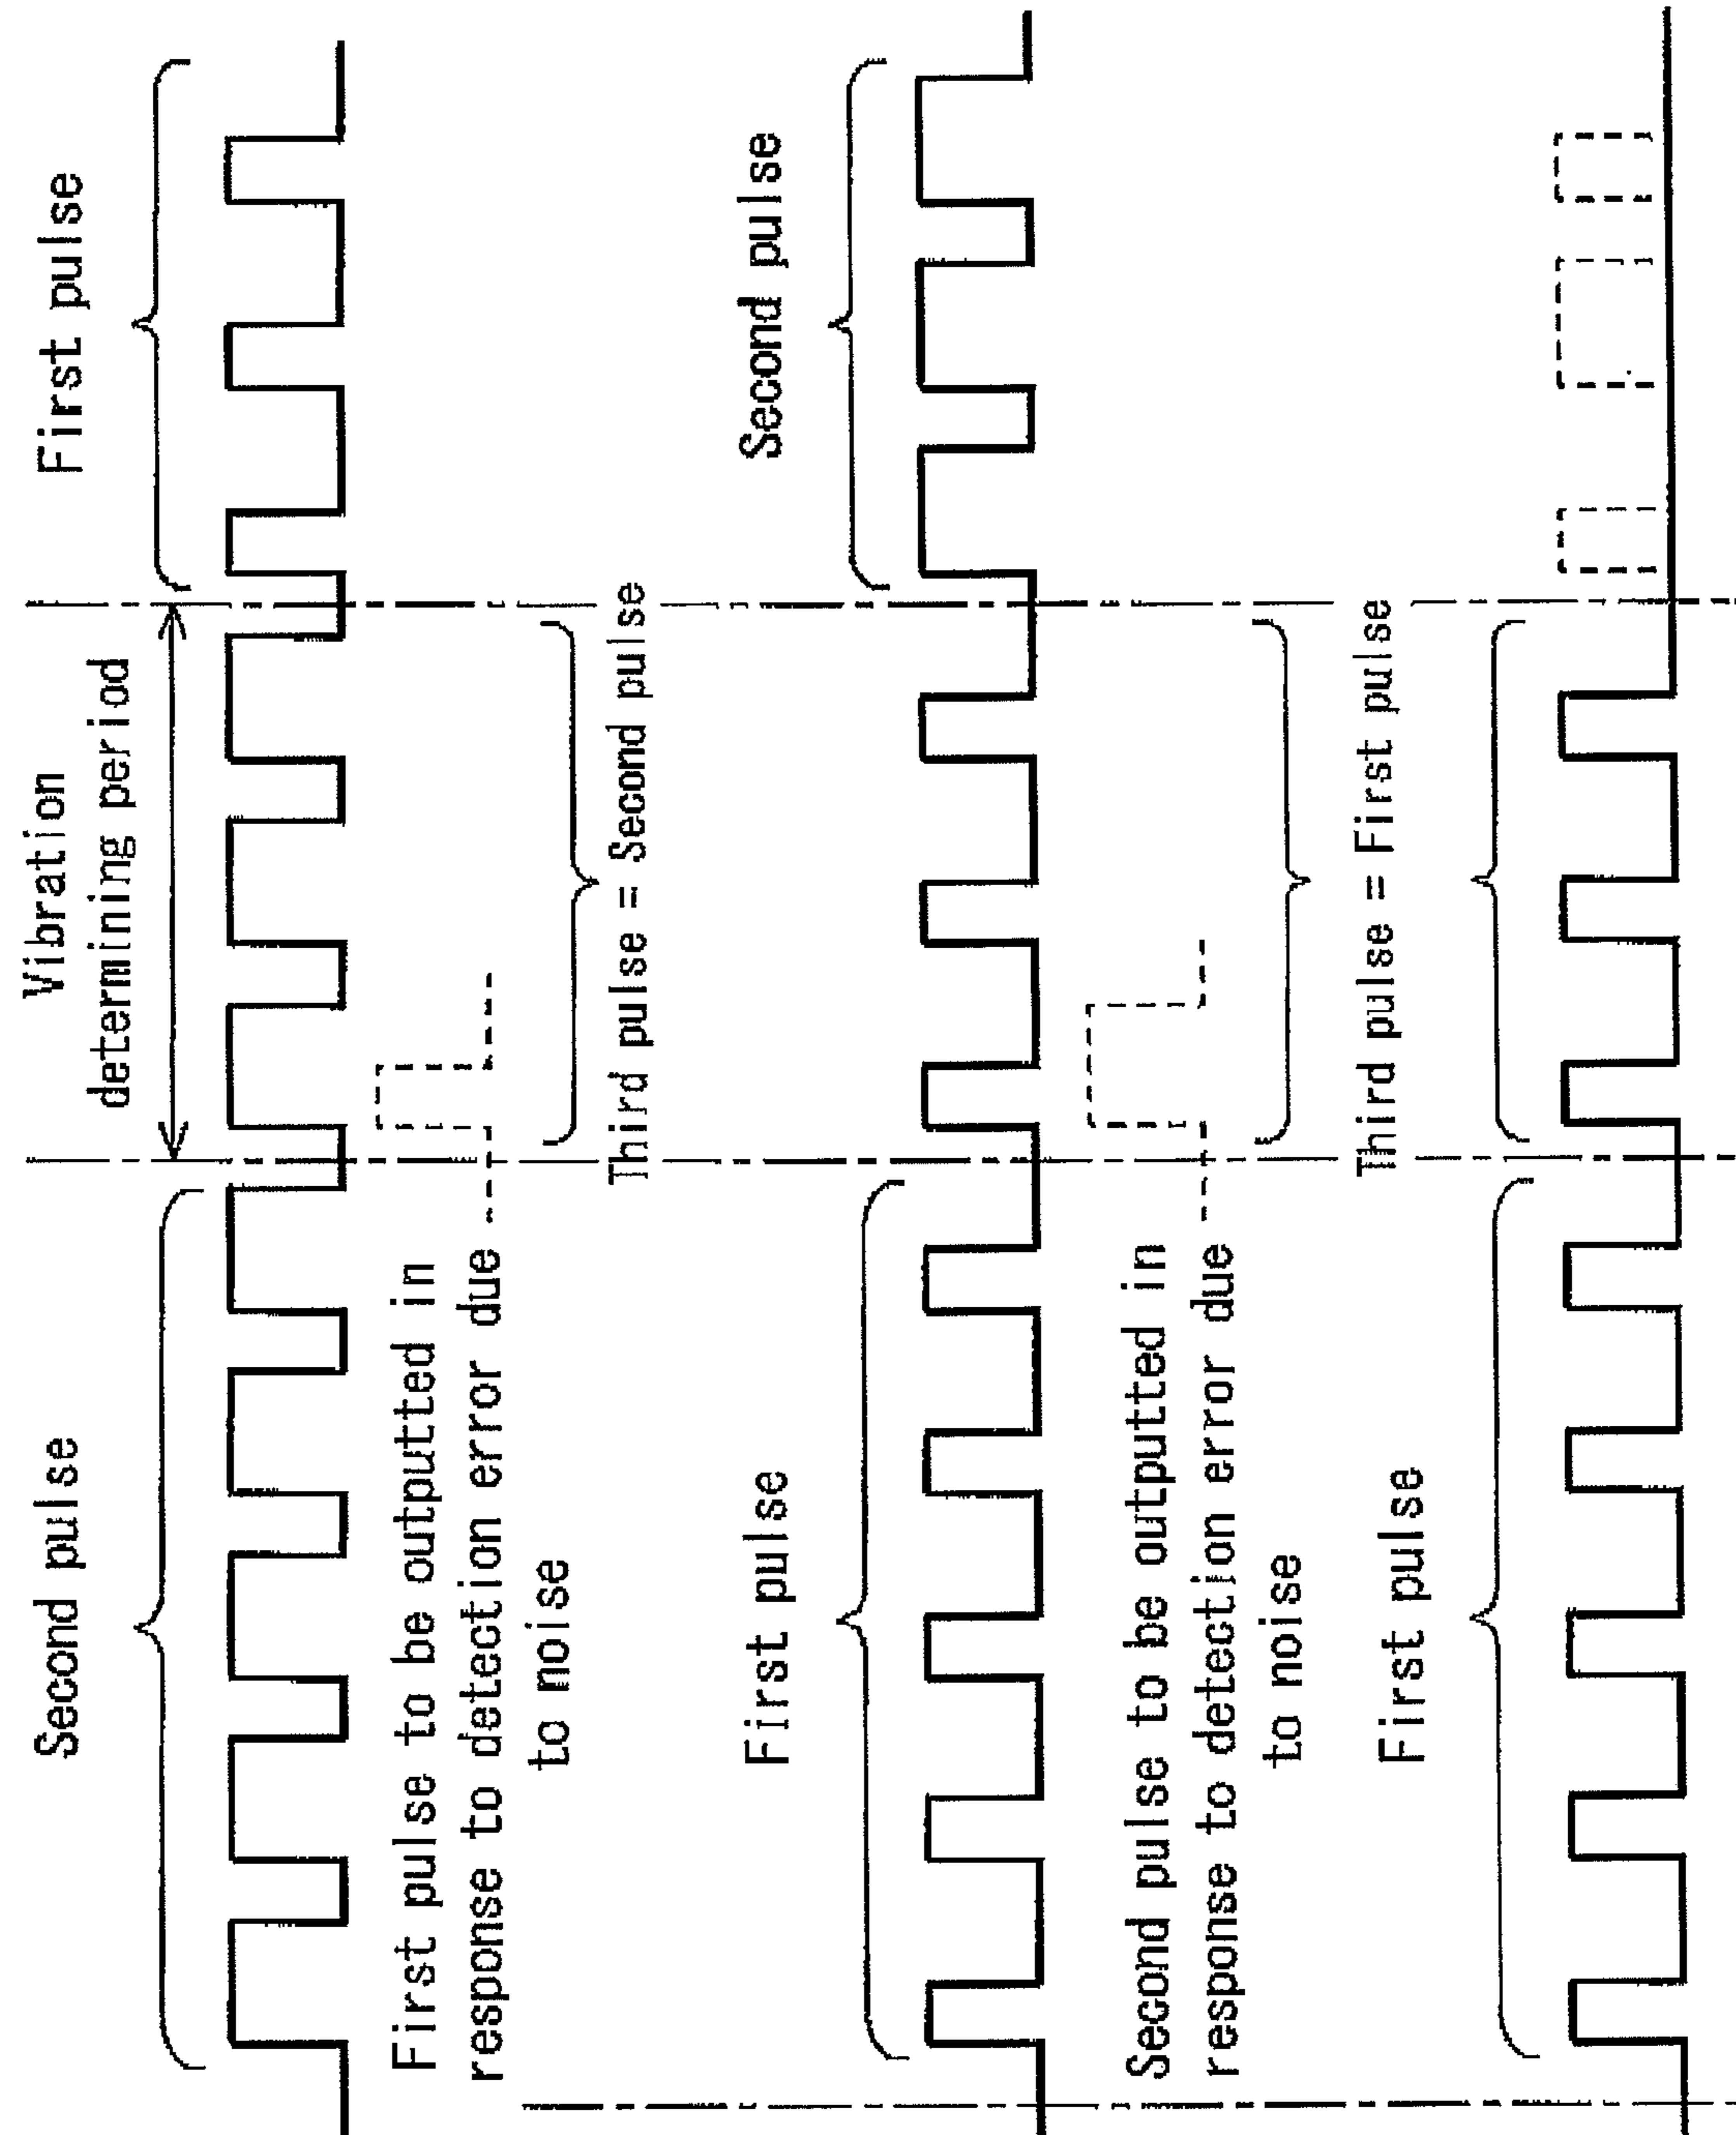 Second pulse
Vibration
determining period
First pulse
First pulse to be outputted in
response to detection error due
to noise
Third pulse = Second pulse
First pulse
Second pulse
Second pulse to be outputted in
response to detection error due
to noise
Third pulse = First pulse
First pulse